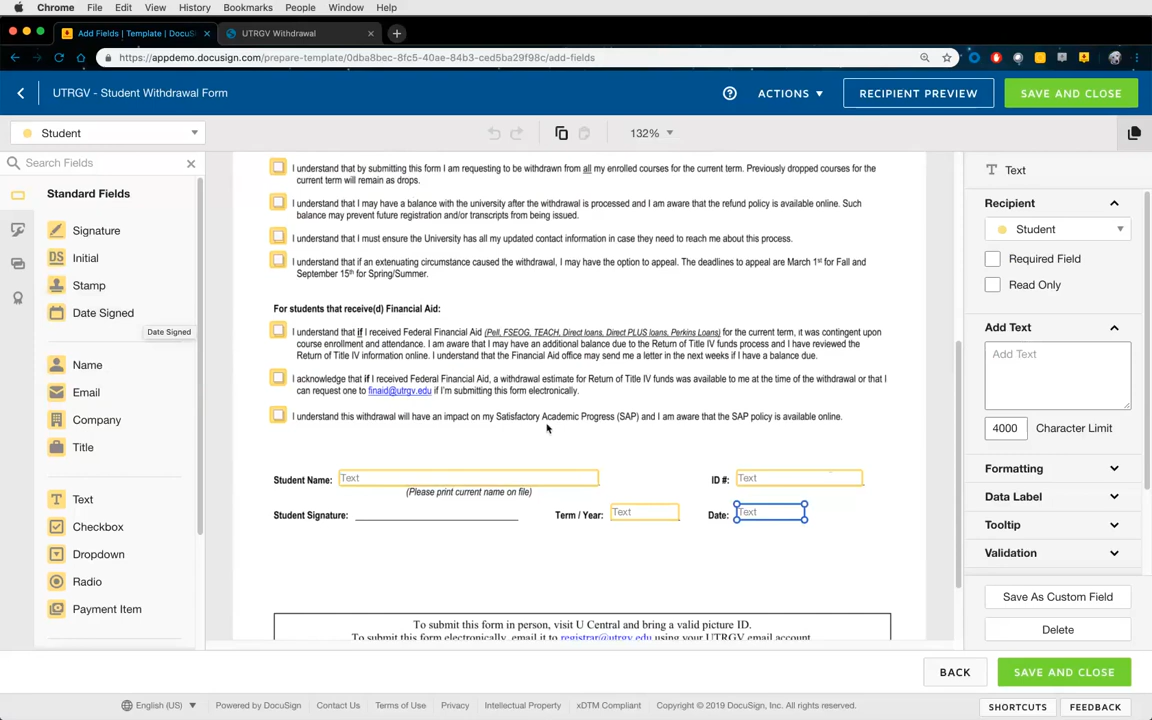 Chrome File Edit View History Bookmarks People Window Help
Add Fields | Template | DocuS
UTRGV Withdrawal
https://appdemo.docusign.com/prepare-template/0dba8bec-8fc5-40ae-84b3-ced5ba29f98c/add-fields
UTRGV - Student Withdrawal Form
ACTIONS
RECIPIENT PREVIEW
SAVE AND CLOSE
Student
132%
Search Fields
Standard Fields
Signature
Initial
DS
Stamp
Date Signed
Date Signed
Name
Email
Company
Title
Text
Checkbox
Dropdown
Radio
Payment Item
I understand that by submitting this form I am requesting to be withdrawn from all my enrolled courses for the current term. Previously dropped courses for the
current term will remain as drops.
I understand that I may have a balance with the university after the withdrawal is processed and I am aware that the refund policy is available online. Such
balance may prevent future registration and/or transcripts from being issued.
I understand that I must ensure the University has all my updated contact information in case they need to reach me about this process.
I understand that if an extenuating circumstance caused the withdrawal, I may have the option to appeal. The deadlines to appeal are March 1st for Fall and
September 15th for Spring/Summer.
For students that receive(d) Financial Aid:
I understand that if I received Federal Financial Aid (Pell, FSEOG, TEACH, Direct loans, Direct PLUS loans, Perkins Loans) for the current term, it was contingent upon
course enrollment and attendance. I am aware that I may have an additional balance due to the Return of Title IV funds process and I have reviewed the
Return of Title IV information online. I understand that the Financial Aid office may send me a letter in the next weeks if I have a balance due.
I acknowledge that if I received Federal Financial Aid, a withdrawal estimate for Return of Title IV funds was available to me at the time of the withdrawal or that I
can request one to finaid@utrgv.edu if I'm submitting this form electronically.
I understand this withdrawal will have an impact on my Satisfactory Academic Progress (SAP) and I am aware that the SAP policy is available online.
Student Name: Text ID #: Text
(Please print current name on file)
Student Signature: Term / Year: Text Date: Text
To submit this form in person, visit U Central and bring a valid picture ID.
To submit this form electronically, email it to registrar@utrgv.edu using your UTRGV email account
Text
Recipient
Student
Required Field
Read Only
Add Text
Add Text
4000 Character Limit
Formatting
Data Label
Tooltip
Validation
Save As Custom Field
Delete
BACK
SAVE AND CLOSE
English (US) Powered by DocuSign Contact Us Terms of Use Privacy Intellectual Property xDTM Compliant Copyright © 2019 DocuSign, Inc. All rights reserved.
SHORTCUTS FEEDBACK